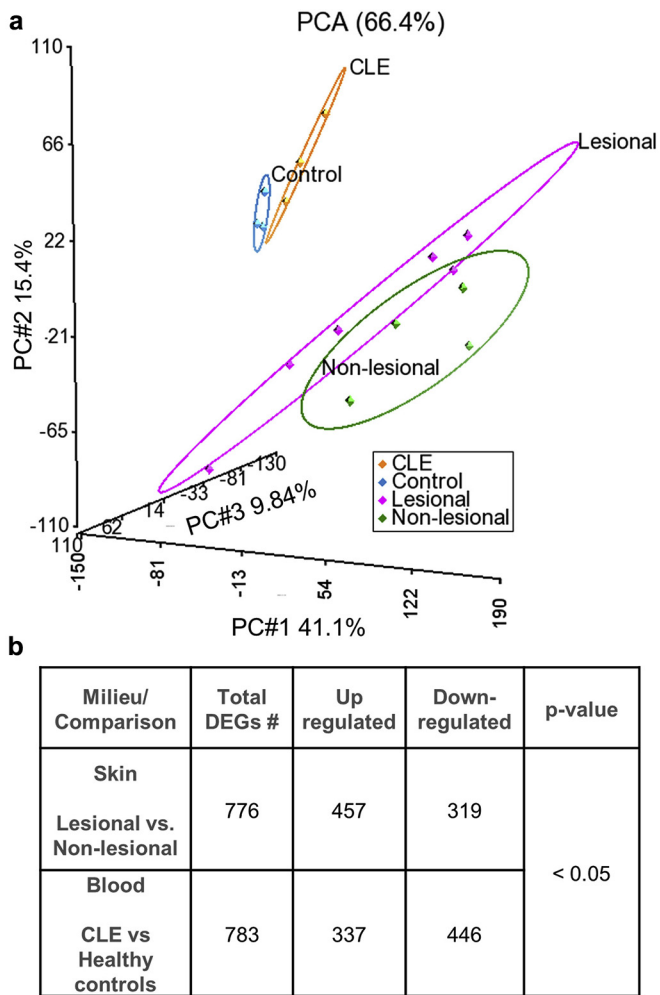 a
PCA (66.4%)
110
66
22
-21
-65
-110
PC#2 15.4%
CLE
Control
Lesional
Non-lesional
-130
-81
-33
14
62
110
PC#3 9.84%
-150
-81
-13
54
122
190
PC#1 41.1%
CLE
Control
Lesional
Non-lesional
b
Milieu/
Comparison
Total
DEGs #
Up
regulated
Down-
regulated
p-value
Skin
Lesional vs.
Non-lesional
776
457
319
< 0.05
Blood
CLE vs
Healthy
controls
783
337
446